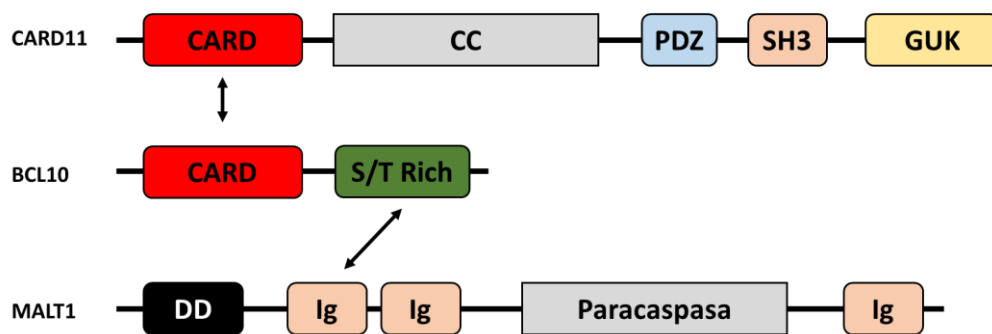 CARD11 CARD CC PDZ SH3 GUK
BCL10 CARD S/T Rich
MALT1 DD Ig Ig Paracaspasa Ig